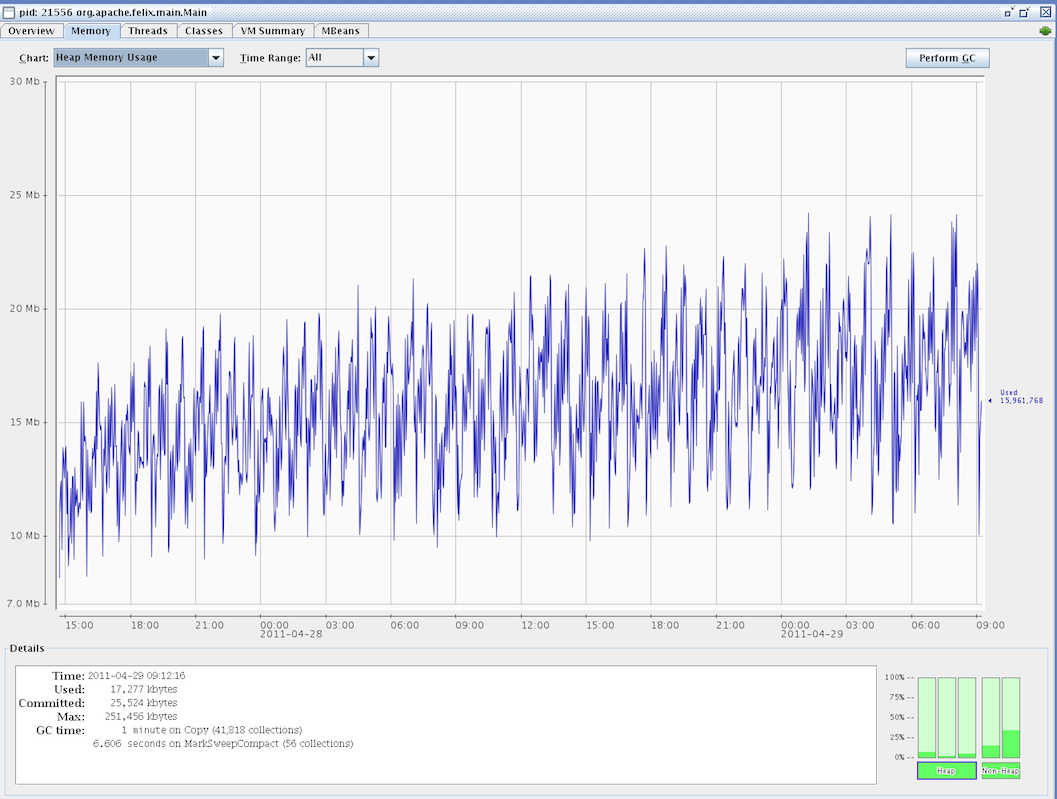 pid: 21556 org.apache.felix.main.Main
Overview Memory Threads Classes VM Summary MBeans
Chart: Heap Memory Usage Time Range: All Perform GC
30 Mb
25 Mb
20 Mb
15 Mb
10 Mb
7.0 Mb
Used
15,961,768
15:00 18:00 21:00 00:00 03:00 06:00 09:00 12:00 15:00 18:00 21:00 00:00 03:00 06:00 09:00
2011-04-28 2011-04-29
Details
Time: 2011-04-29 09:12:16
Used: 17,277 kbytes
Committed: 25,524 kbytes
Max: 251,456 kbytes
GC time: 1 minute on Copy (41,818 collections)
6.606 seconds on MarkSweepCompact (56 collections)
100% --
75% --
50% --
25% --
0% --
Heap Non-Heap